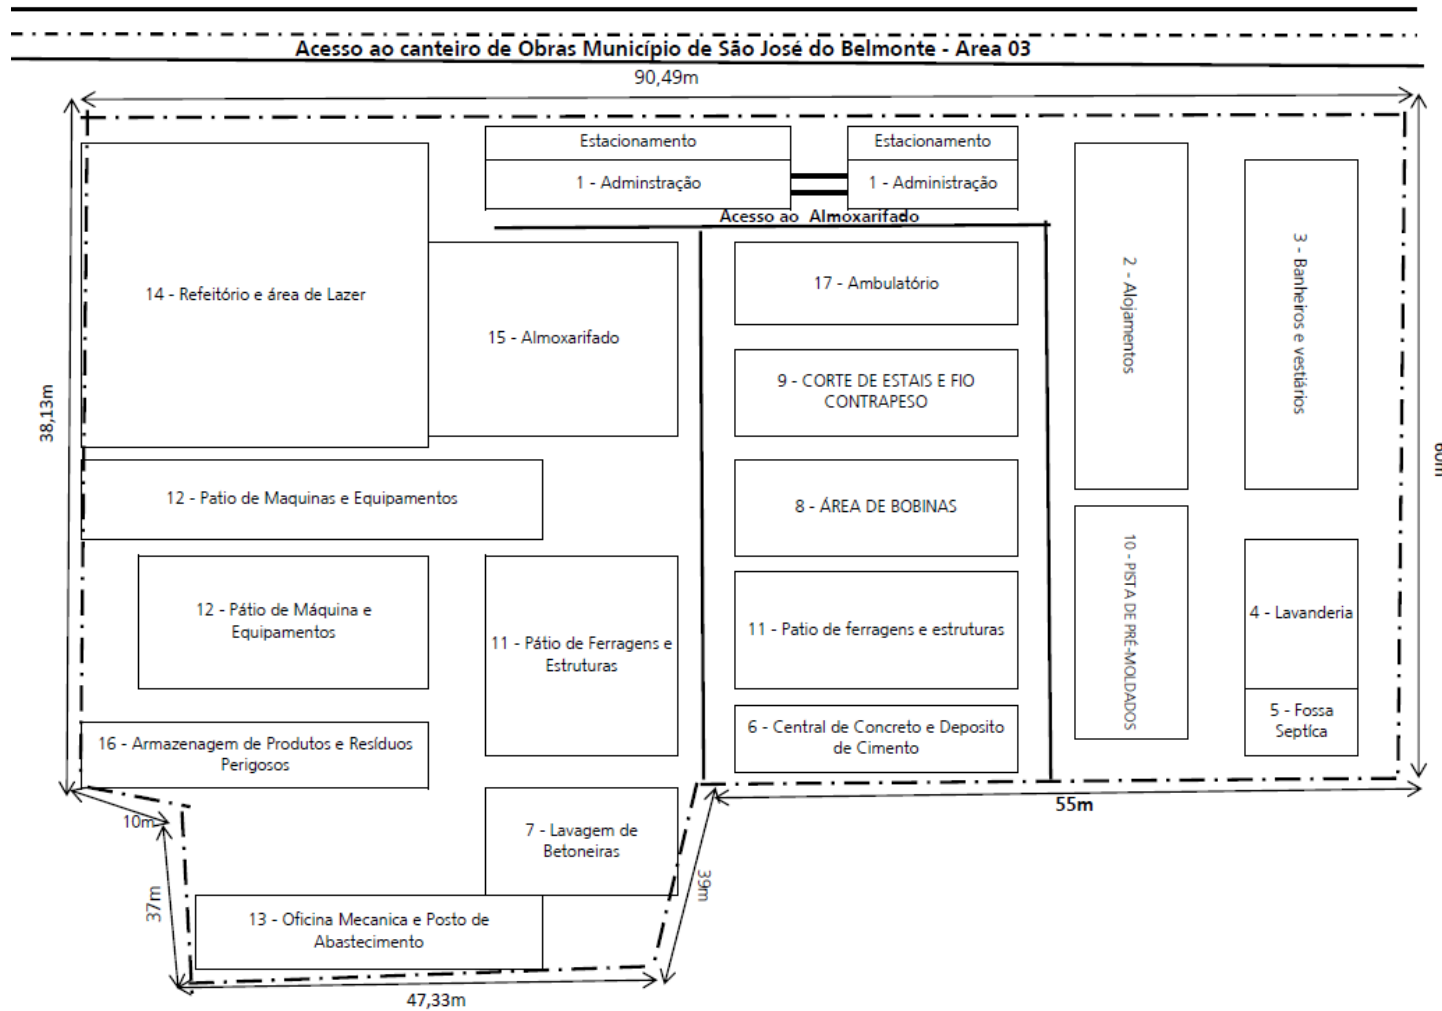 Acesso ao canteiro de Obras Município de São José do Belmonte - Area 03
90,49m
Estacionamento
Estacionamento
1 - Adminstração
1 - Administração
Acesso ao Almoxarifado
14 - Refeitório e área de Lazer
15 - Almoxarifado
17 - Ambulatório
9 - CORTE DE ESTAIS E FIO
CONTRAPESO
2 - Alojamentos
3 - Banheiros e vestiários
38,13m
60m
12 - Patio de Maquinas e Equipamentos
8 - ÁREA DE BOBINAS
12 - Pátio de Máquina e
Equipamentos
11 - Pátio de Ferragens e
Estruturas
11 - Patio de ferragens e estruturas
10 - PISTA DE PRÉ-MOLDADOS
4 - Lavanderia
5 - Fossa
Septíca
16 - Armazenagem de Produtos e Resíduos
Perigosos
6 - Central de Concreto e Deposito
de Cimento
55m
10m
7 - Lavagem de
Betoneiras
37m
39m
13 - Oficina Mecanica e Posto de
Abastecimento
47,33m